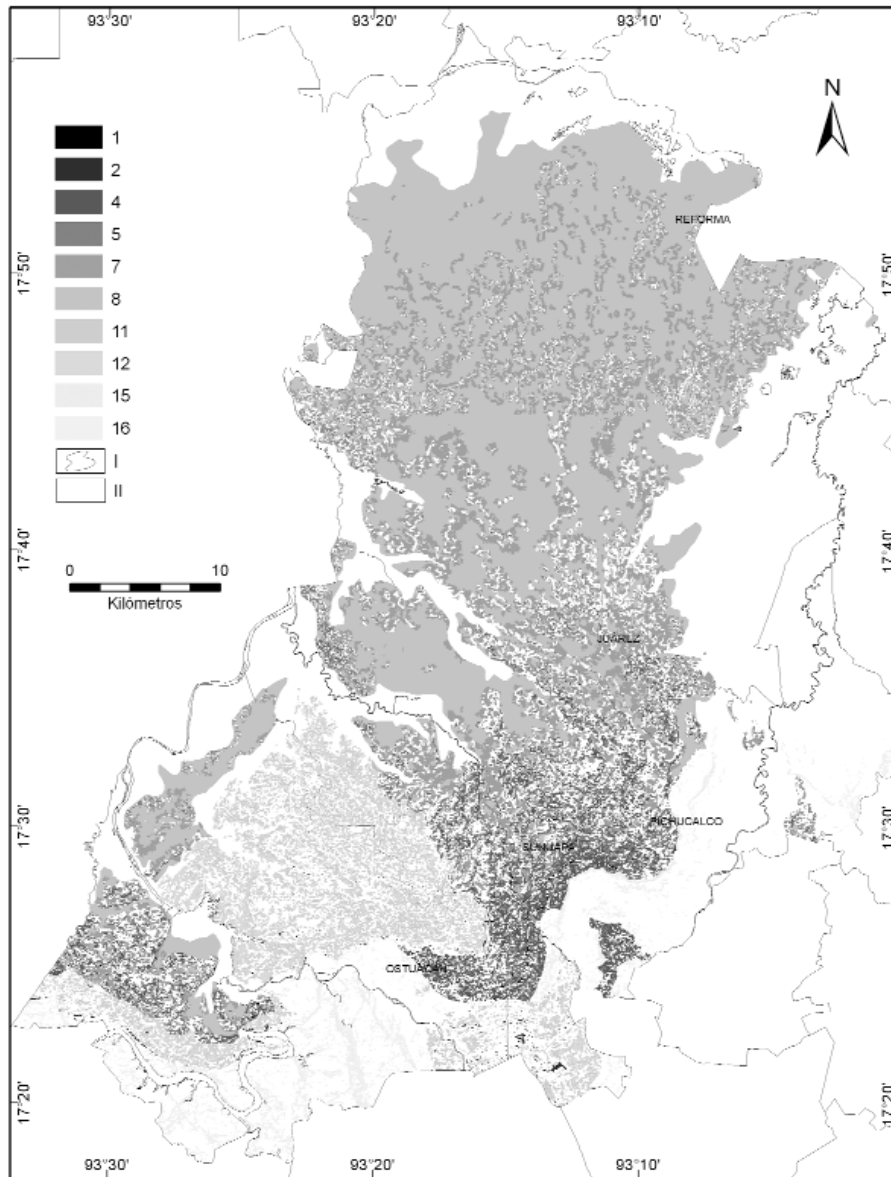 93°30'
93°20'
93°10'
N
1
2
4
5
7
8
11
12
15
16
I
II
REFORMA
17°50'
17°50'
17°40'
17°40'
0
10
Kilómetros
JUÁREZ
17°30'
17°30'
PICHUCALCO
SUNUAPA
OSTUACÁN
17°20'
17°20'
93°30'
93°20'
93°10'